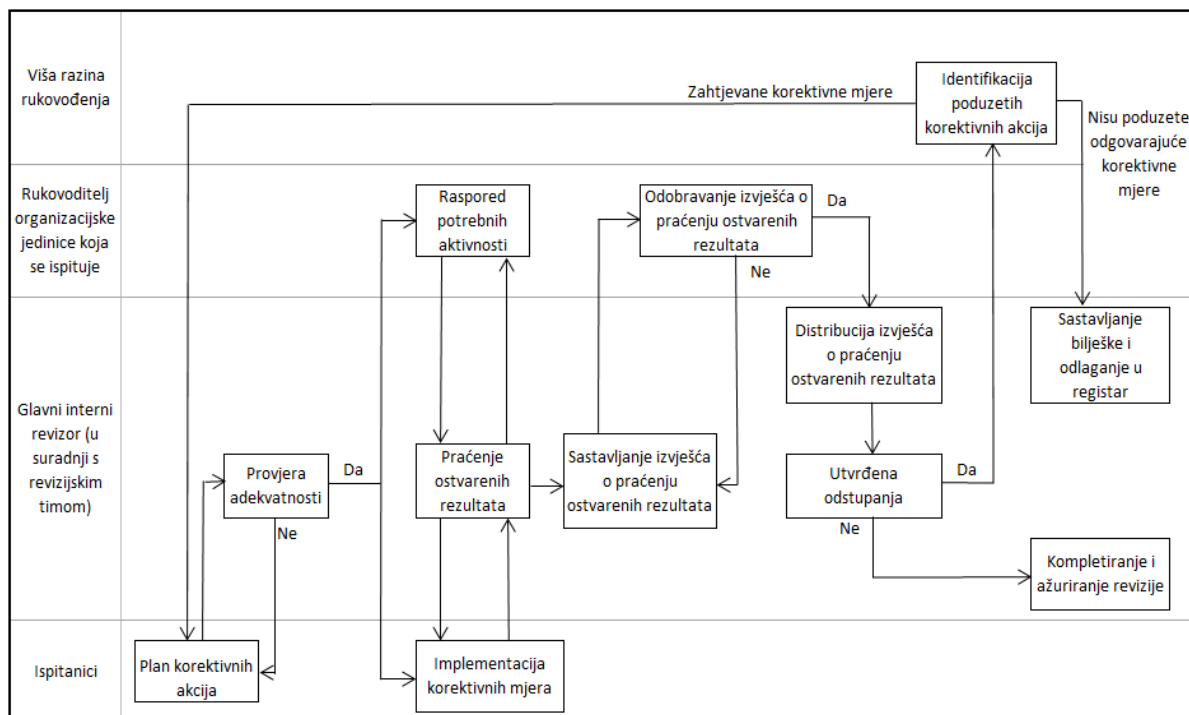 Viša razina
rukovođenja
Zahtjevane korektivne mjere
Identifikacija
poduzetih
korektivnih akcija
Nisu poduzete
odgovarajuće
korektivne
mjere
Rukovoditelj
organizacijske
jedinice koja
se ispituje
Raspored
potrebnih
aktivnosti
Odobravanje izvješća o
praćenju ostvarenih
rezultata
Da
Ne
Glavni interni
revizor (u
suradnji s
revizijskim
timom)
Distribucija izvješća
o praćenju
ostvarenih rezultata
Sastavljanje
bilješke i
odlaganje u
registar
Provjera
adekvatnosti
Da
Ne
Praćenje
ostvarenih
rezultata
Sastavljanje izvješća
o praćenju
ostvarenih rezultata
Utvrđena
odstupanja
Da
Ne
Kompletiranje i
ažuriranje revizije
Ispitanici
Plan korektivnih
akcija
Implementacija
korektivnih mjera